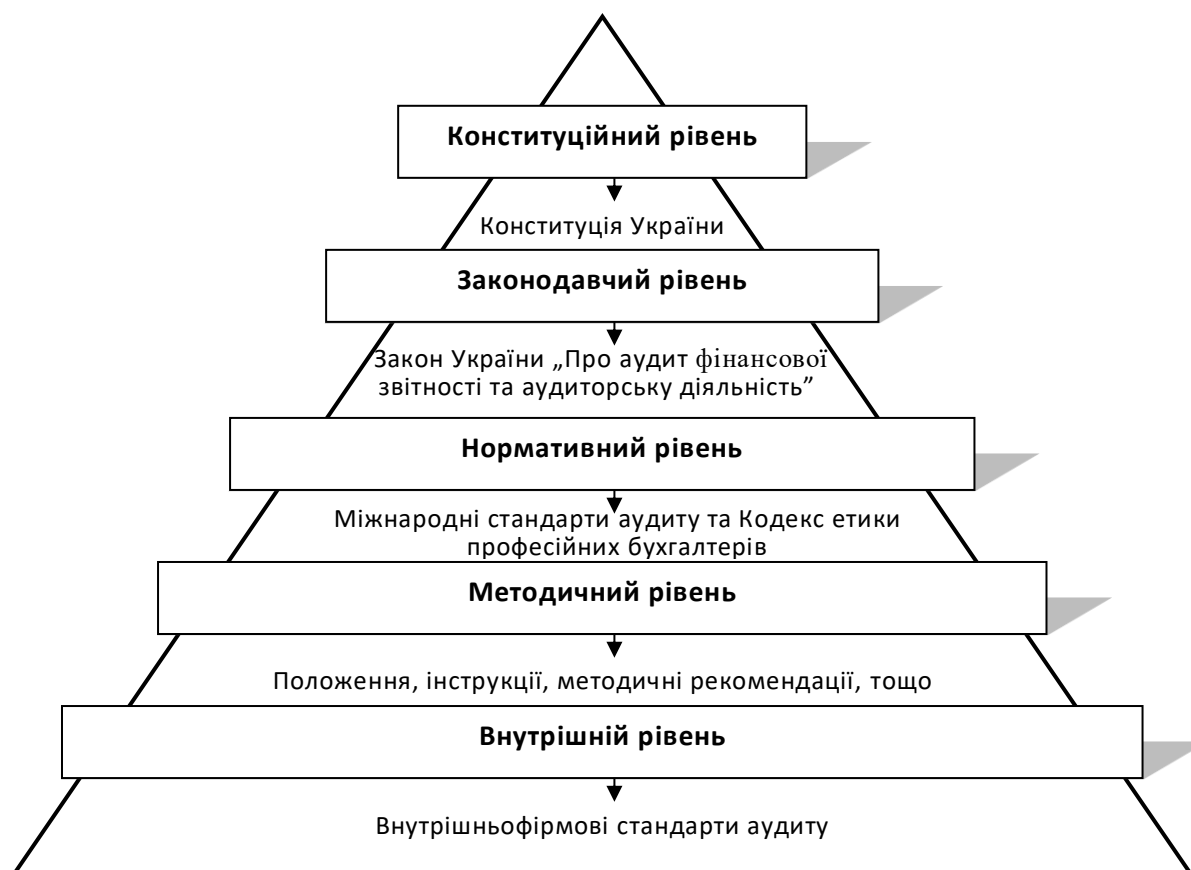 Конституційний рівень
Конституція України
Законодавчий рівень
Закон України „Про аудит фінансової
звітності та аудиторську діяльність”
Нормативний рівень
Міжнародні стандарти аудиту та Кодекс етики
професійних бухгалтерів
Методичний рівень
Положення, інструкції, методичні рекомендації, тощо
Внутрішній рівень
Внутрішньофірмові стандарти аудиту